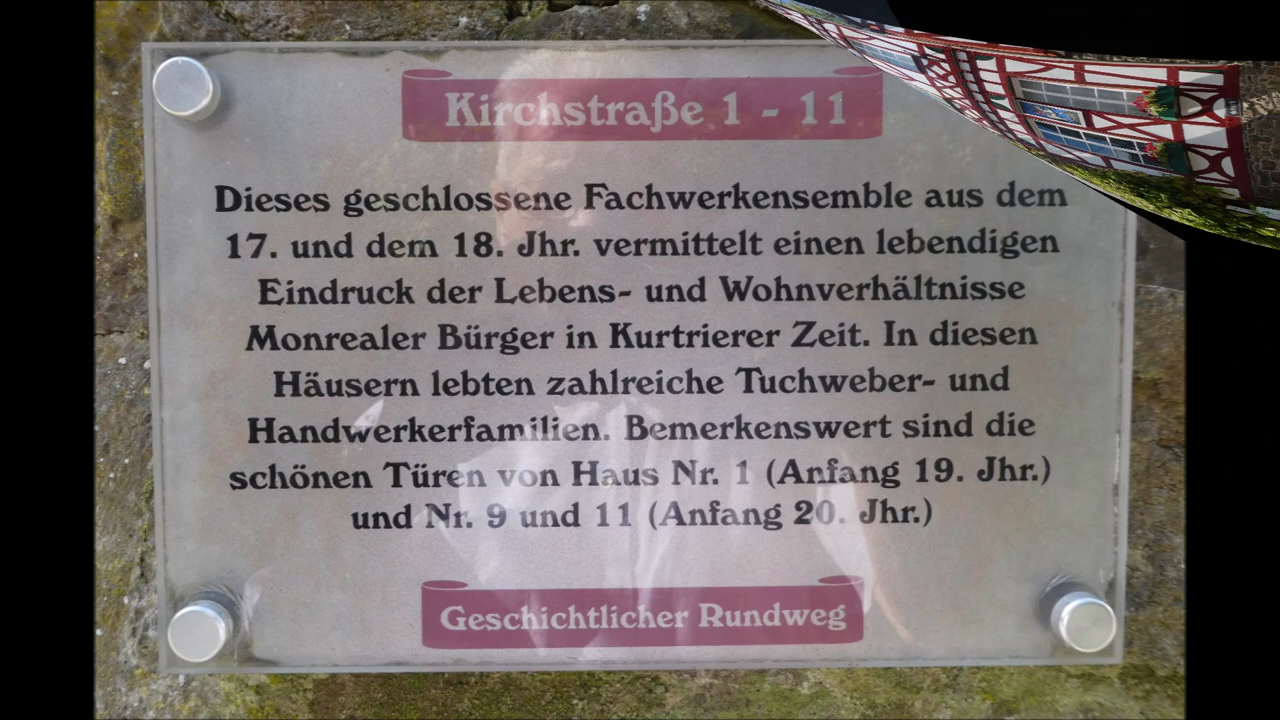 Kirchstraße 1 - 11
Dieses geschlossene Fachwerkensemble aus dem
17. und dem 18. Jhr. vermittelt einen lebendigen
Eindruck der Lebens- und Wohnverhältnisse
Monrealer Bürger in Kurtrierer Zeit. In diesen
Häusern lebten zahlreiche Tuchweber- und
Handwerkerfamilien. Bemerkenswert sind die
schönen Türen von Haus Nr. 1 (Anfang 19. Jhr.)
und Nr. 9 und 11 (Anfang 20. Jhr.)
Geschichtlicher Rundweg